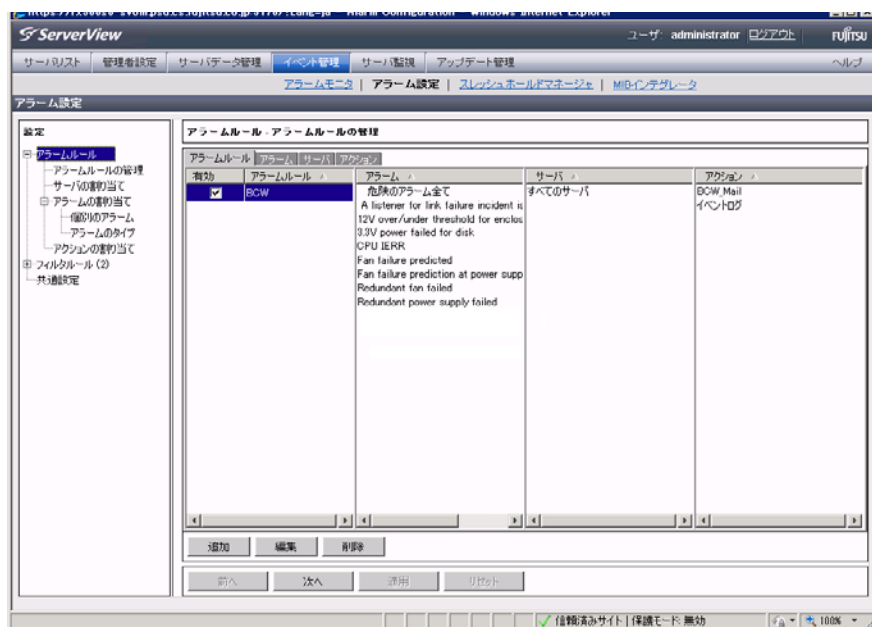 Alarm Configuration - Windows Internet Explorer
ServerView
ユーザ: administrator ログアウト FUJITSU
サーバリスト 管理者設定 サーバデータ管理 イベント管理 サーバ監視 アップデート管理 ヘルプ
アラームモニタ | アラーム設定 | スレッショールドマネージャ | MIBインテグレータ
アラーム設定
設定
アラームルール
アラームルールの管理
サーバの割り当て
アラームの割り当て
個別のアラーム
アラームのタイプ
アクションの割り当て
フィルタルール (2)
共通設定
アラームルール - アラームルールの管理
アラームルール アラーム サーバ アクション
有効 アラームルール アラーム サーバ アクション
BCW 危険のアラーム全て すべてのサーバ BCW_Mail
A listener for link failure incident is イベントログ
12V over/under threshold for enclos
3.3V power failed for disk
CPU IERR
Fan failure predicted
Fan failure prediction at power supp
Redundant fan failed
Redundant power supply failed
追加 編集 削除
前へ 次へ 適用 リセット
信頼済みサイト | 保護モード: 無効 100%